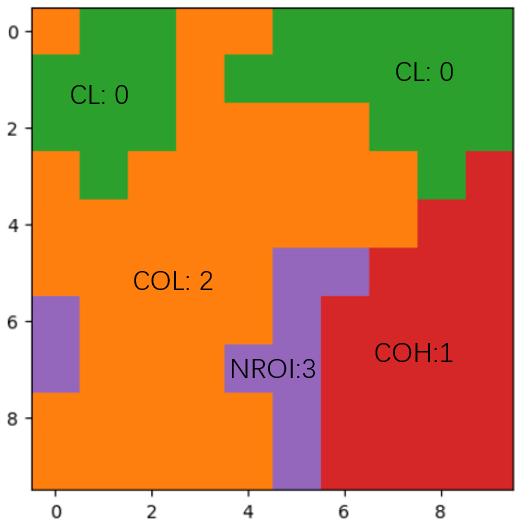 0
CL: 0
CL: 0
2
4
COL: 2
6
NROI:3
COH:1
8
0 2 4 6 8